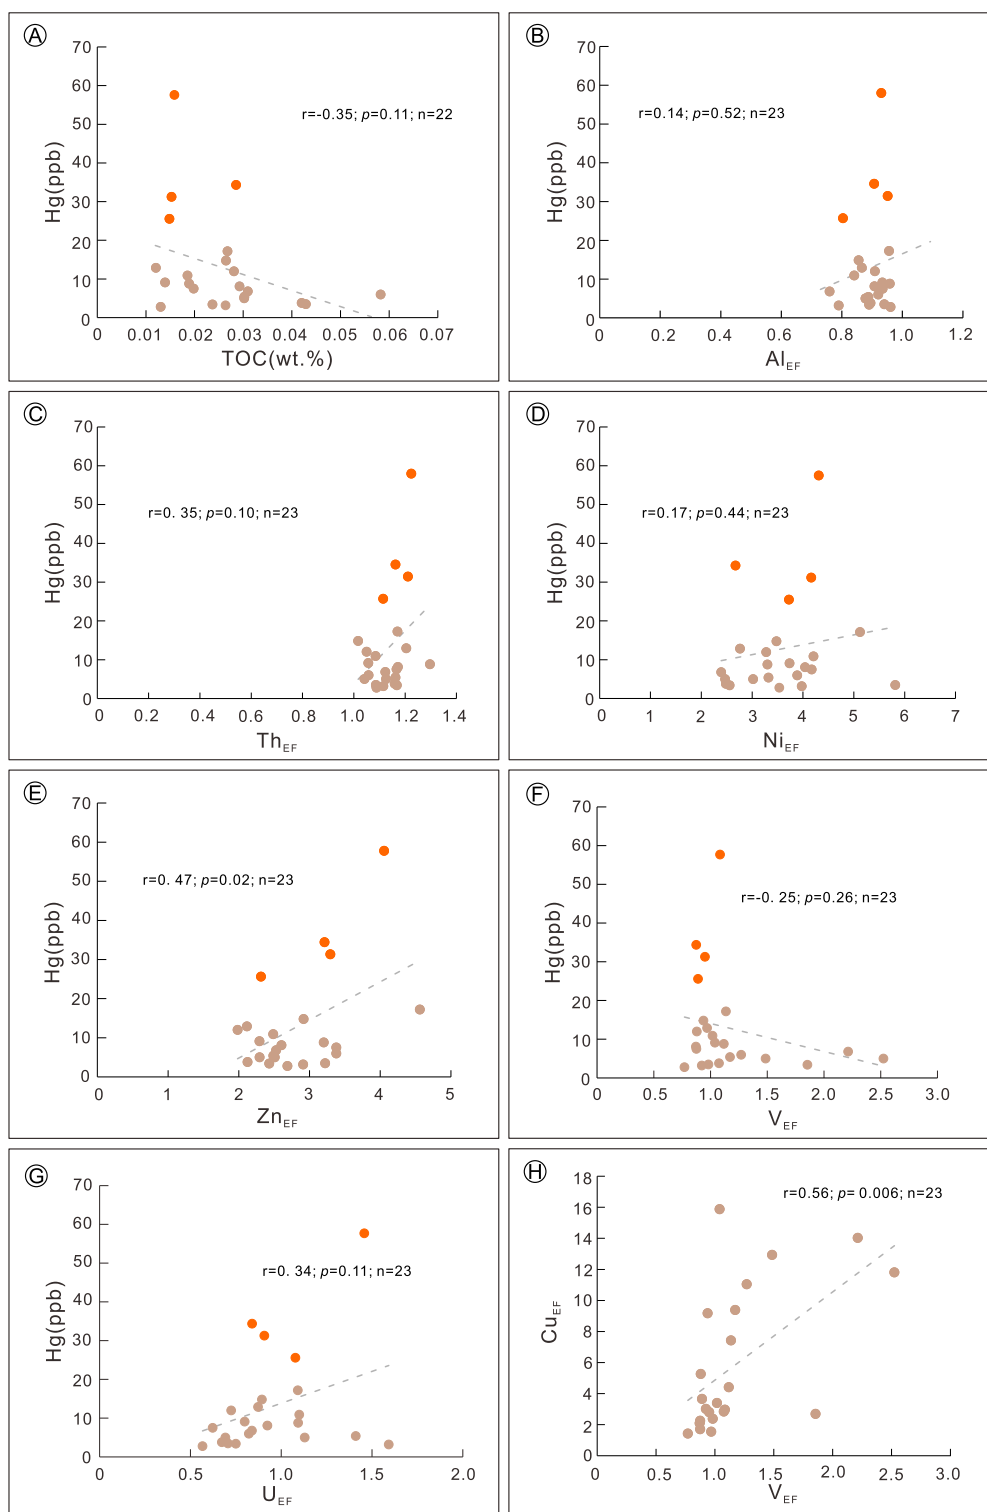 A
70
60
50
40
30
20
10
0
Hg(ppb)
r=-0.35; p=0.11; n=22
0 0.01 0.02 0.03 0.04 0.05 0.06 0.07
TOC(wt.%)
B
70
60
50
40
30
20
10
0
Hg(ppb)
r=0.14; p=0.52; n=23
0 0.2 0.4 0.6 0.8 1.0 1.2
AlEF
C
70
60
50
40
30
20
10
0
Hg(ppb)
r=0. 35; p=0.10; n=23
0 0.2 0.4 0.6 0.8 1.0 1.2 1.4
ThEF
D
70
60
50
40
30
20
10
0
Hg(ppb)
r=0.17; p=0.44; n=23
0 1 2 3 4 5 6 7
NiEF
E
70
60
50
40
30
20
10
0
Hg(ppb)
r=0. 47; p=0.02; n=23
0 1 2 3 4 5
ZnEF
F
70
60
50
40
30
20
10
0
Hg(ppb)
r=-0. 25; p=0.26; n=23
0 0.5 1.0 1.5 2.0 2.5 3.0
VEF
G
70
60
50
40
30
20
10
0
Hg(ppb)
r=0. 34; p=0.11; n=23
0 0.5 1.0 1.5 2.0
UEF
H
18
16
14
12
10
8
6
4
2
0
CuEF
r=0.56; p= 0.006; n=23
0 0.5 1.0 1.5 2.0 2.5 3.0
VEF